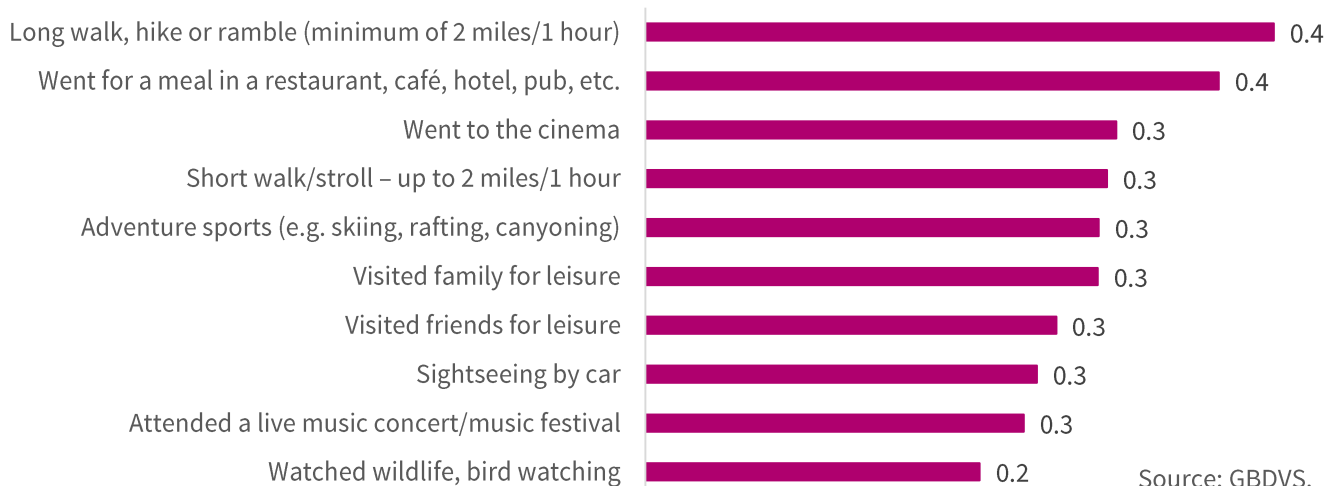 Long walk, hike or ramble (minimum of 2 miles/1 hour) 0.4
Went for a meal in a restaurant, café, hotel, pub, etc. 0.4
Went to the cinema 0.3
Short walk/stroll – up to 2 miles/1 hour 0.3
Adventure sports (e.g. skiing, rafting, canyoning) 0.3
Visited family for leisure 0.3
Visited friends for leisure 0.3
Sightseeing by car 0.3
Attended a live music concert/music festival 0.3
Watched wildlife, bird watching 0.2
Source: GBDVS.